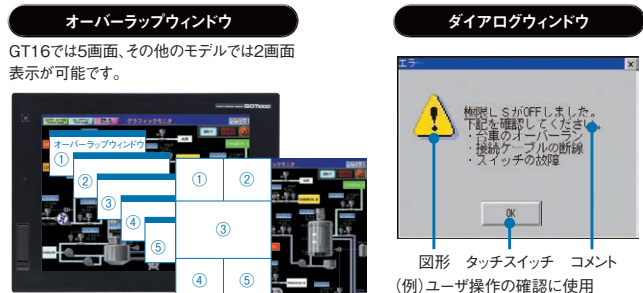 オーバーラップウィンドウ
GT16では5画面、その他のモデルでは2画面
表示が可能です。
GOT1000
グラフィックモニタ
オーバーラップウィンドウ
①
②
③
④
⑤
①
②
③
④
⑤
ダイアログウィンドウ
エラー
極限LSがOFFしました。
下記を確認してください。
・台車のオーバーラン
・接続ケーブルの断線
・スイッチの故障
OK
図形 タッチスイッチ コメント
(例)ユーザ操作の確認に使用